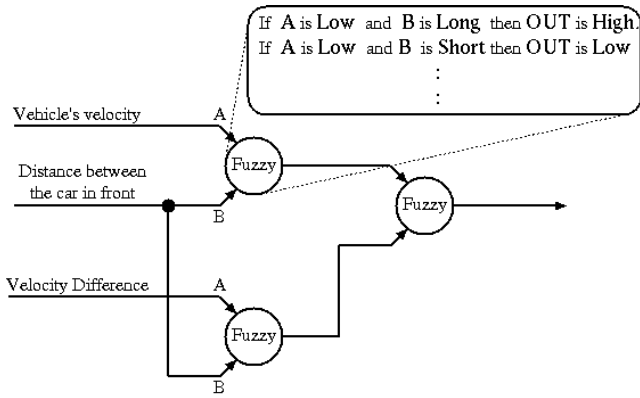 If A is Low and B is Long then OUT is High.
If A is Low and B is Short then OUT is Low
:
:
Vehicle's velocity
A
Fuzzy
Distance between
the car in front
B
Fuzzy
Velocity Difference
A
Fuzzy
B